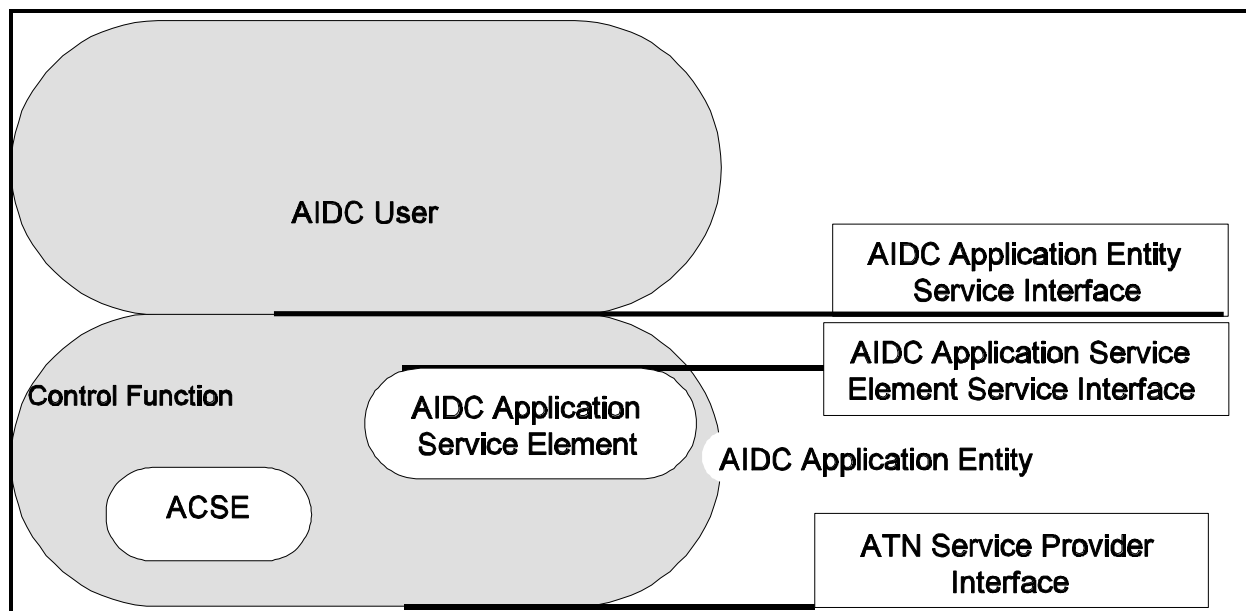 AIDC User
AIDC Application Entity
Service Interface
AIDC Application Service
Element Service Interface
Control Function
AIDC Application
Service Element
AIDC Application Entity
ACSE
ATN Service Provider
Interface